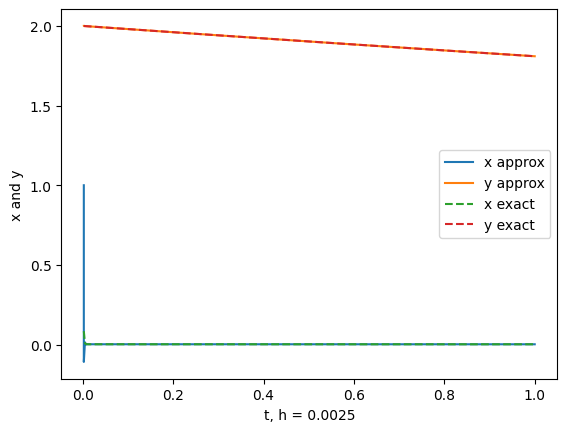 2.0
1.5
1.0
0.5
0.0
x and y
x approx
y approx
x exact
y exact
0.0 0.2 0.4 0.6 0.8 1.0
t, h = 0.0025